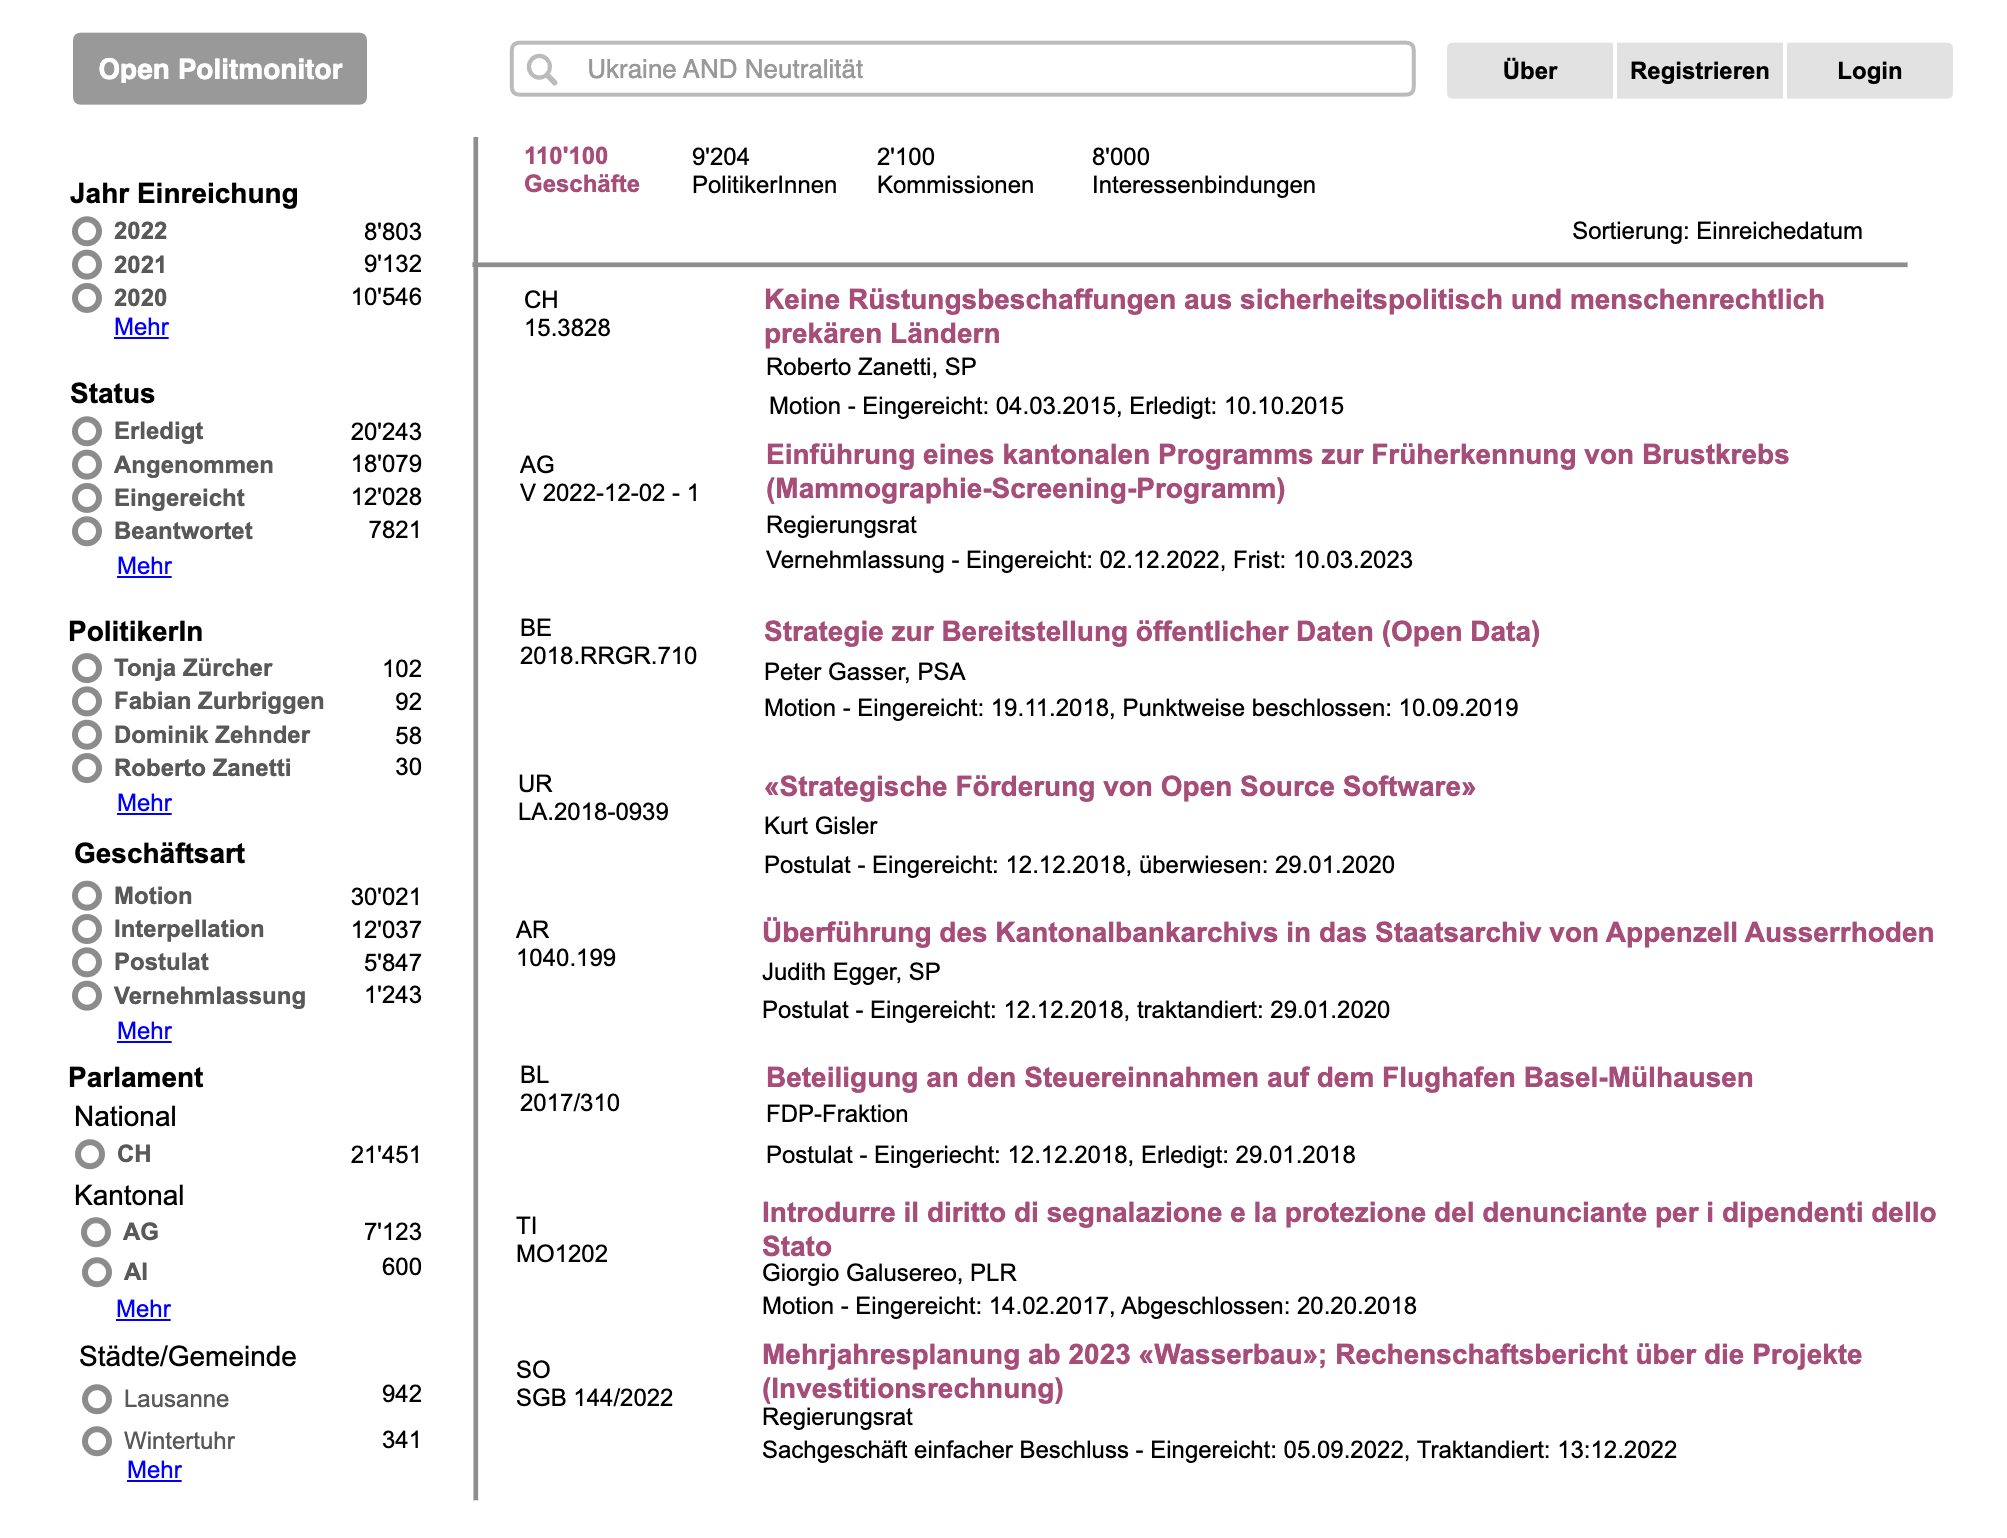 Open Politmonitor
Ukraine AND Neutralität
Über
Registrieren
Login
110'100
Geschäfte
9'204
PolitikerInnen
2'100
Kommissionen
8'000
Interessenbindungen
Sortierung: Einreichedatum
Jahr Einreichung
2022 8'803
2021 9'132
2020 10'546
Mehr
Status
Erledigt 20'243
Angenommen 18'079
Eingereicht 12'028
Beantwortet 7821
Mehr
PolitikerIn
Tonja Zürcher 102
Fabian Zurbriggen 92
Dominik Zehnder 58
Roberto Zanetti 30
Mehr
Geschäftsart
Motion 30'021
Interpellation 12'037
Postulat 5'847
Vernehmlassung 1'243
Mehr
Parlament
National
CH 21'451
Kantonal
AG 7'123
AI 600
Mehr
Städte/Gemeinde
Lausanne 942
Wintertuhr 341
Mehr
CH
15.3828
Keine Rüstungsbeschaffungen aus sicherheitspolitisch und menschenrechtlich
prekären Ländern
Roberto Zanetti, SP
Motion - Eingereicht: 04.03.2015, Erledigt: 10.10.2015
AG
V 2022-12-02 - 1
Einführung eines kantonalen Programms zur Früherkennung von Brustkrebs
(Mammographie-Screening-Programm)
Regierungsrat
Vernehmlassung - Eingereicht: 02.12.2022, Frist: 10.03.2023
BE
2018.RRGR.710
Strategie zur Bereitstellung öffentlicher Daten (Open Data)
Peter Gasser, PSA
Motion - Eingereicht: 19.11.2018, Punktweise beschlossen: 10.09.2019
UR
LA.2018-0939
«Strategische Förderung von Open Source Software»
Kurt Gisler
Postulat - Eingereicht: 12.12.2018, überwiesen: 29.01.2020
AR
1040.199
Überführung des Kantonalbankarchivs in das Staatsarchiv von Appenzell Ausserrhoden
Judith Egger, SP
Postulat - Eingereicht: 12.12.2018, traktandiert: 29.01.2020
BL
2017/310
Beteiligung an den Steuereinnahmen auf dem Flughafen Basel-Mülhausen
FDP-Fraktion
Postulat - Eingeriecht: 12.12.2018, Erledigt: 29.01.2018
TI
MO1202
Introdurre il diritto di segnalazione e la protezione del denunciante per i dipendenti dello
Stato
Giorgio Galusereo, PLR
Motion - Eingereicht: 14.02.2017, Abgeschlossen: 20.20.2018
SO
SGB 144/2022
Mehrjahresplanung ab 2023 «Wasserbau»; Rechenschaftsbericht über die Projekte
(Investitionsrechnung)
Regierungsrat
Sachgeschäft einfacher Beschluss - Eingereicht: 05.09.2022, Traktandiert: 13:12.2022